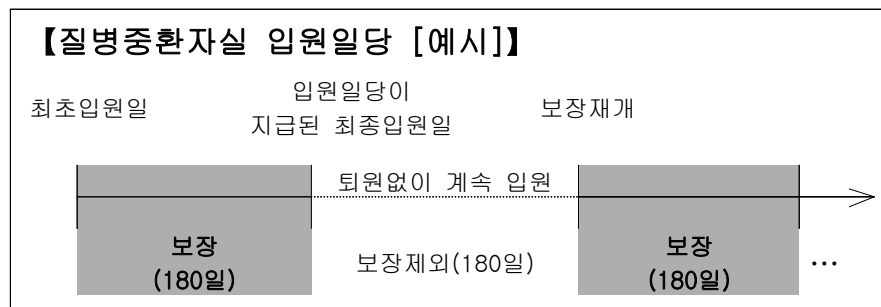 【질병중환자실 입원일당 [예시]】
최초입원일
입원일당이
지급된 최종입원일
보장재개
퇴원없이 계속 입원
보장
(180일)
보장제외(180일)
보장
(180일)
…